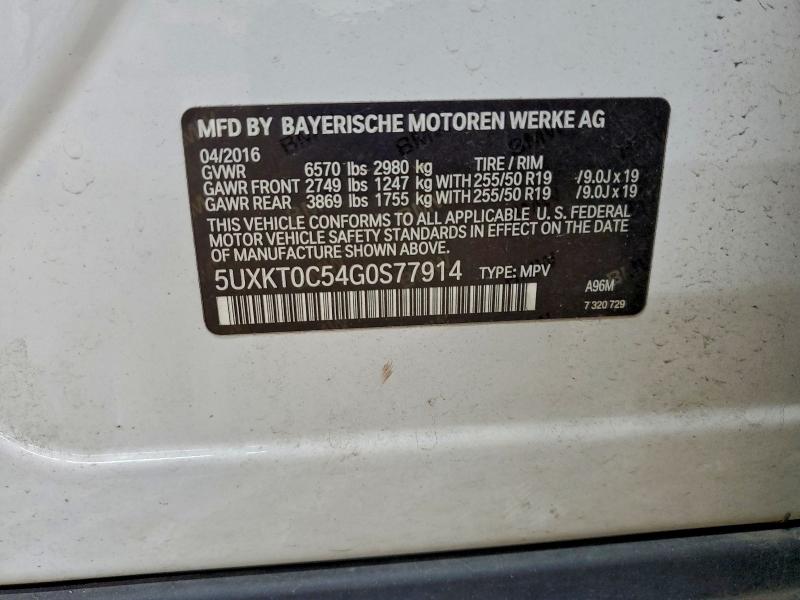 MFD BY BAYERISCHE MOTOREN WERKE AG
04/2016 TIRE / RIM
GVWR 6570 lbs 2980 kg
GAWR FRONT 2749 lbs 1247 kg WITH 255/50 R19 -/9.0J x 19
GAWR REAR 3869 lbs 1755 kg WITH 255/50 R19 -/9.0J x 19
THIS VEHICLE CONFORMS TO ALL APPLICABLE U. S. FEDERAL
MOTOR VEHICLE SAFETY STANDARDS IN EFFECT ON THE DATE
OF MANUFACTURE SHOWN ABOVE.
5UXKT0C54G0S77914 TYPE: MPV
A96M
7 320 729